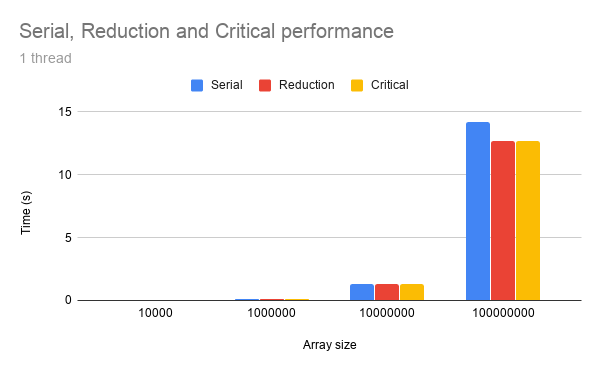 Serial, Reduction and Critical performance
1 thread
Serial Reduction Critical
15
10
5
0
Time (s)
10000 1000000 10000000 100000000
Array size